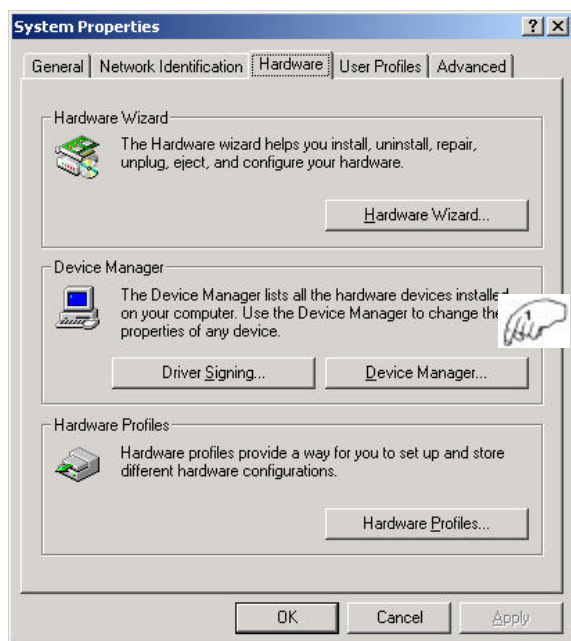 System Properties
General Network Identification Hardware User Profiles Advanced
Hardware Wizard
The Hardware wizard helps you install, uninstall, repair,
unplug, eject, and configure your hardware.
Hardware Wizard...
Device Manager
The Device Manager lists all the hardware devices installed
on your computer. Use the Device Manager to change the
properties of any device.
1
Driver Signing... Device Manager...
Hardware Profiles
Hardware profiles provide a way for you to set up and store
different hardware configurations.
Hardware Profiles...
OK Cancel Apply